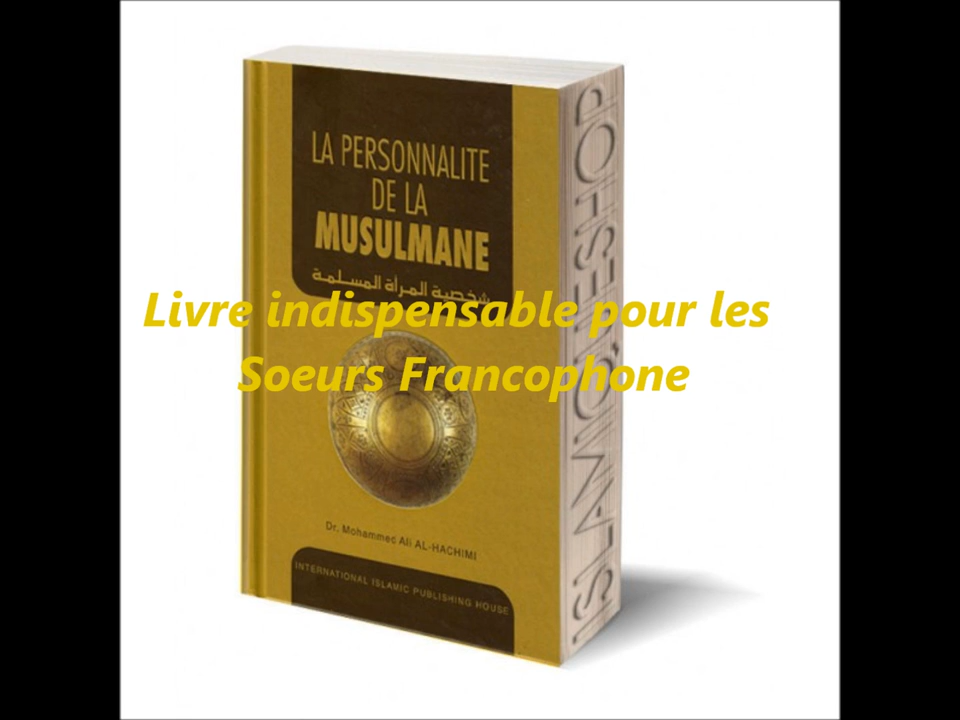 LA PERSONNALITE
DE LA
MUSULMANE
شخصية المرأة المسلمة
Livre indispensable pour les
Soeurs Francophone
Dr. Mohammed Ali AL-HACHIMI
INTERNATIONAL ISLAMIC PUBLISHING HOUSE
ISLAMIQUESHOP